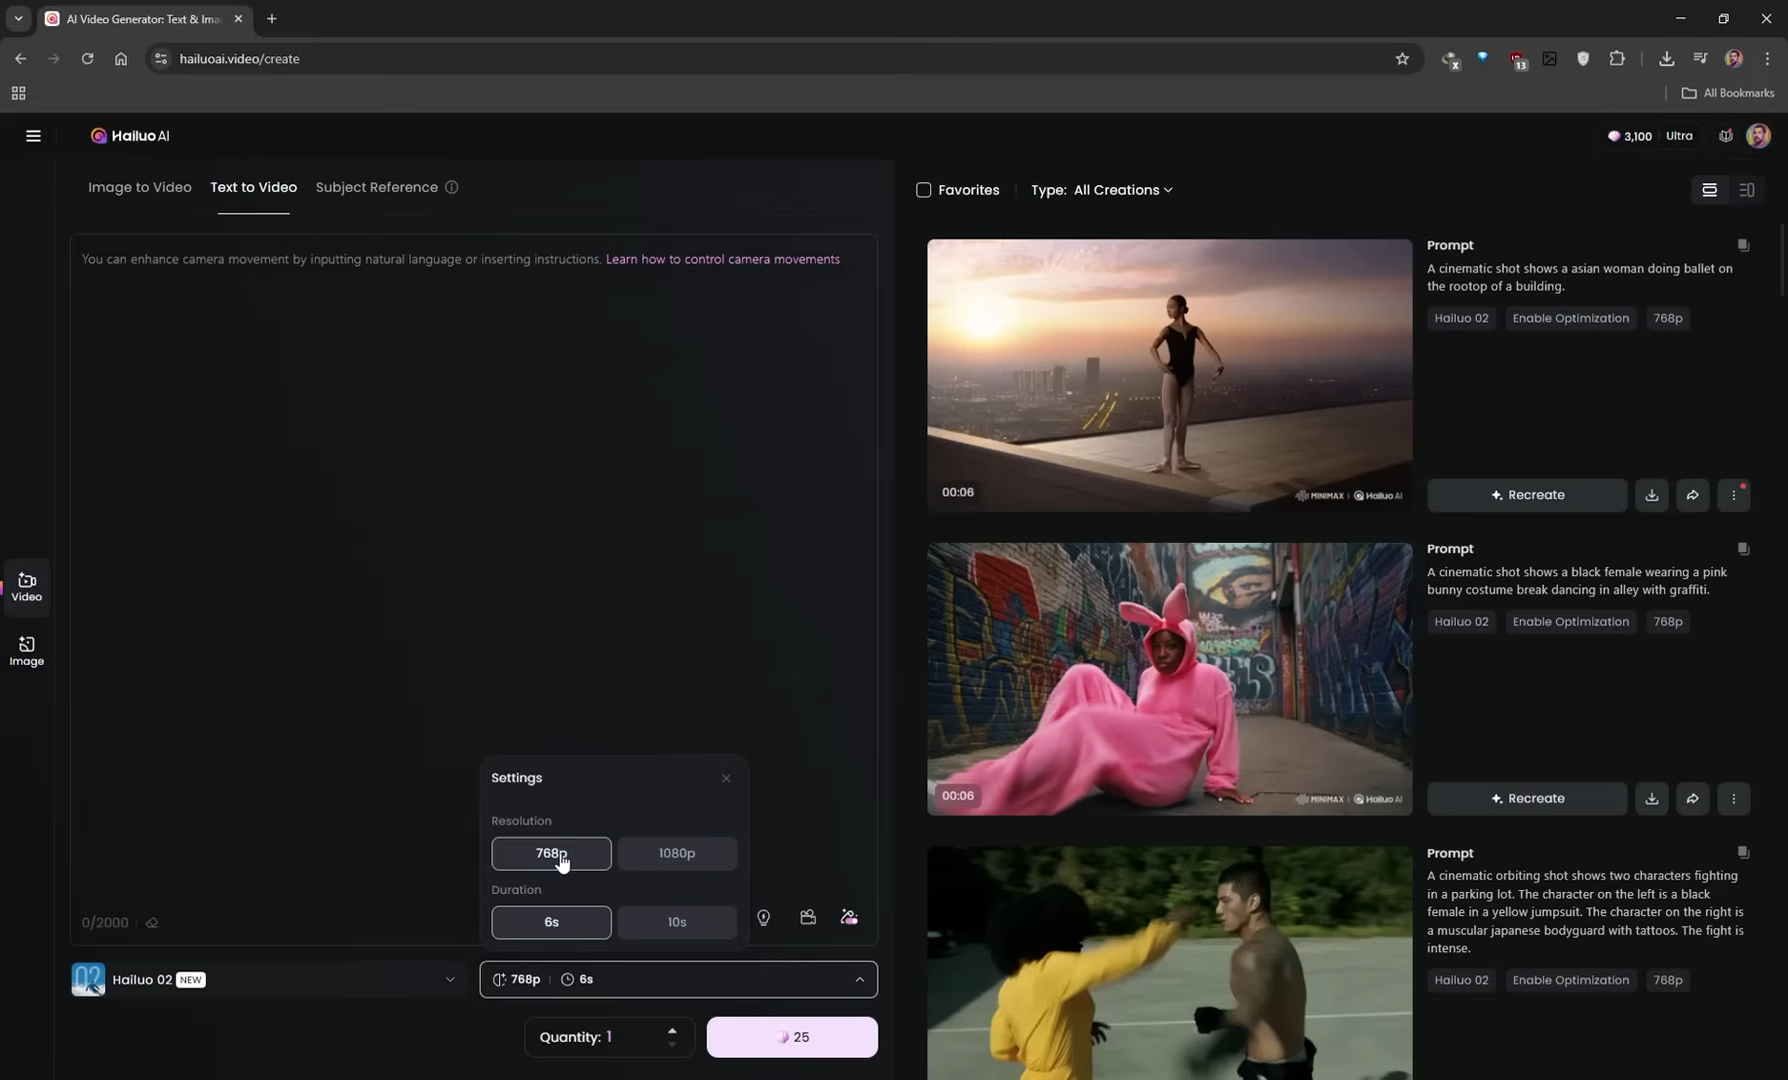 AI Video Generator: Text & Ima
hailuoai.video/create
x
13
All Bookmarks
Hailuo AI
3,100 | Ultra
Image to Video
Text to Video
Subject Reference
You can enhance camera movement by inputting natural language or inserting instructions. Learn how to control camera movements
Video
Image
0/2000
Settings
Resolution
768p
1080p
Duration
6s
10s
Hailuo 02 NEW
768p | 6s
Quantity: 1
25
Favorites
Type: All Creations
00:06
MINIMAX | Hailuo AI
Prompt
A cinematic shot shows a asian woman doing ballet on
the rootop of a building.
Hailuo 02
Enable Optimization
768p
Recreate
00:06
MINIMAX | Hailuo AI
Prompt
A cinematic shot shows a black female wearing a pink
bunny costume break dancing in alley with graffiti.
Hailuo 02
Enable Optimization
768p
Recreate
Prompt
A cinematic orbiting shot shows two characters fighting
in a parking lot. The character on the left is a black
female in a yellow jumpsuit. The character on the right is
a muscular japanese bodyguard with tattoos. The fight is
intense.
Hailuo 02
Enable Optimization
768p